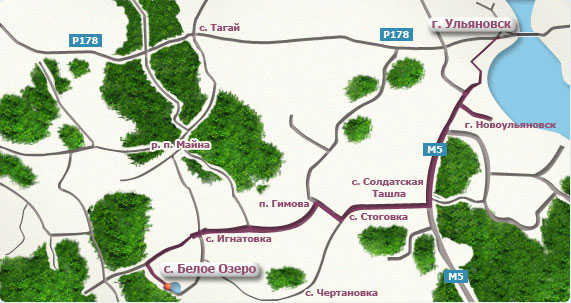 г. Ульяновск
с. Тагай
Р178
Р178
г. Новоульяновск
р. п. Майна
М5
с. Солдатская
Ташла
п. Гимова
с. Стоговка
с. Игнатовка
с. Белое Озеро
М5
с. Чертановка